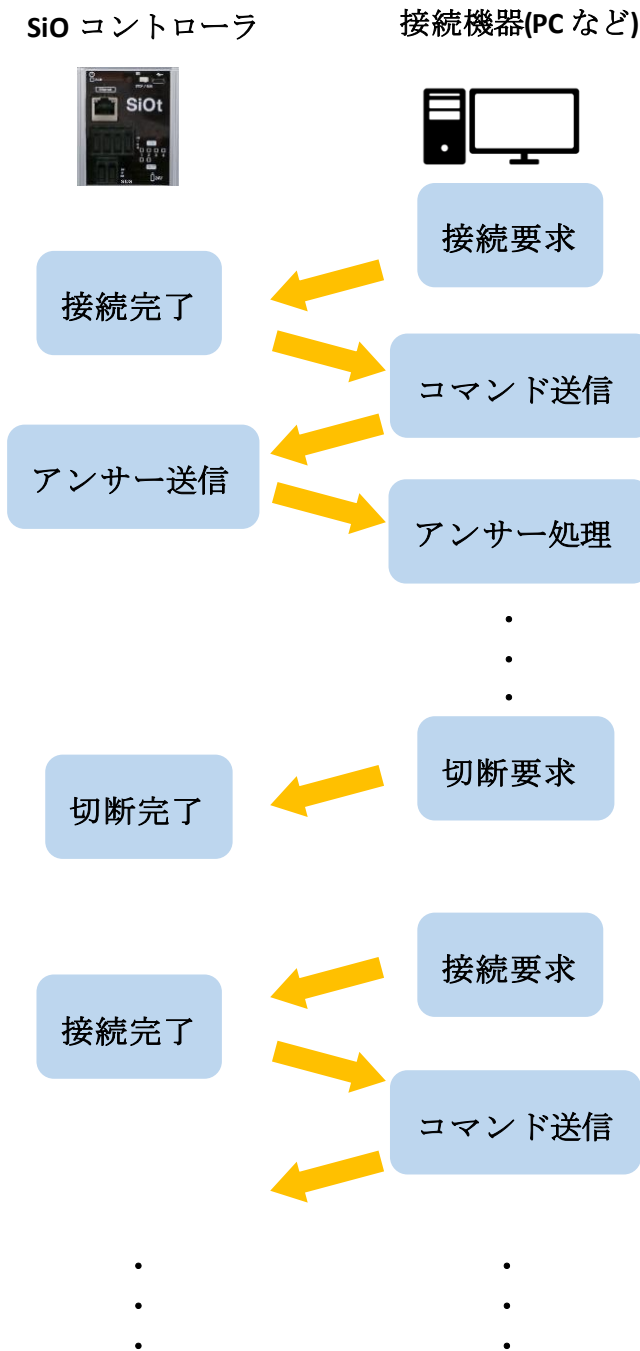 SiO コントローラ
接続機器(PC など)
SiOt
接続要求
接続完了
コマンド送信
アンサー送信
アンサー処理
切断要求
切断完了
接続要求
接続完了
コマンド送信